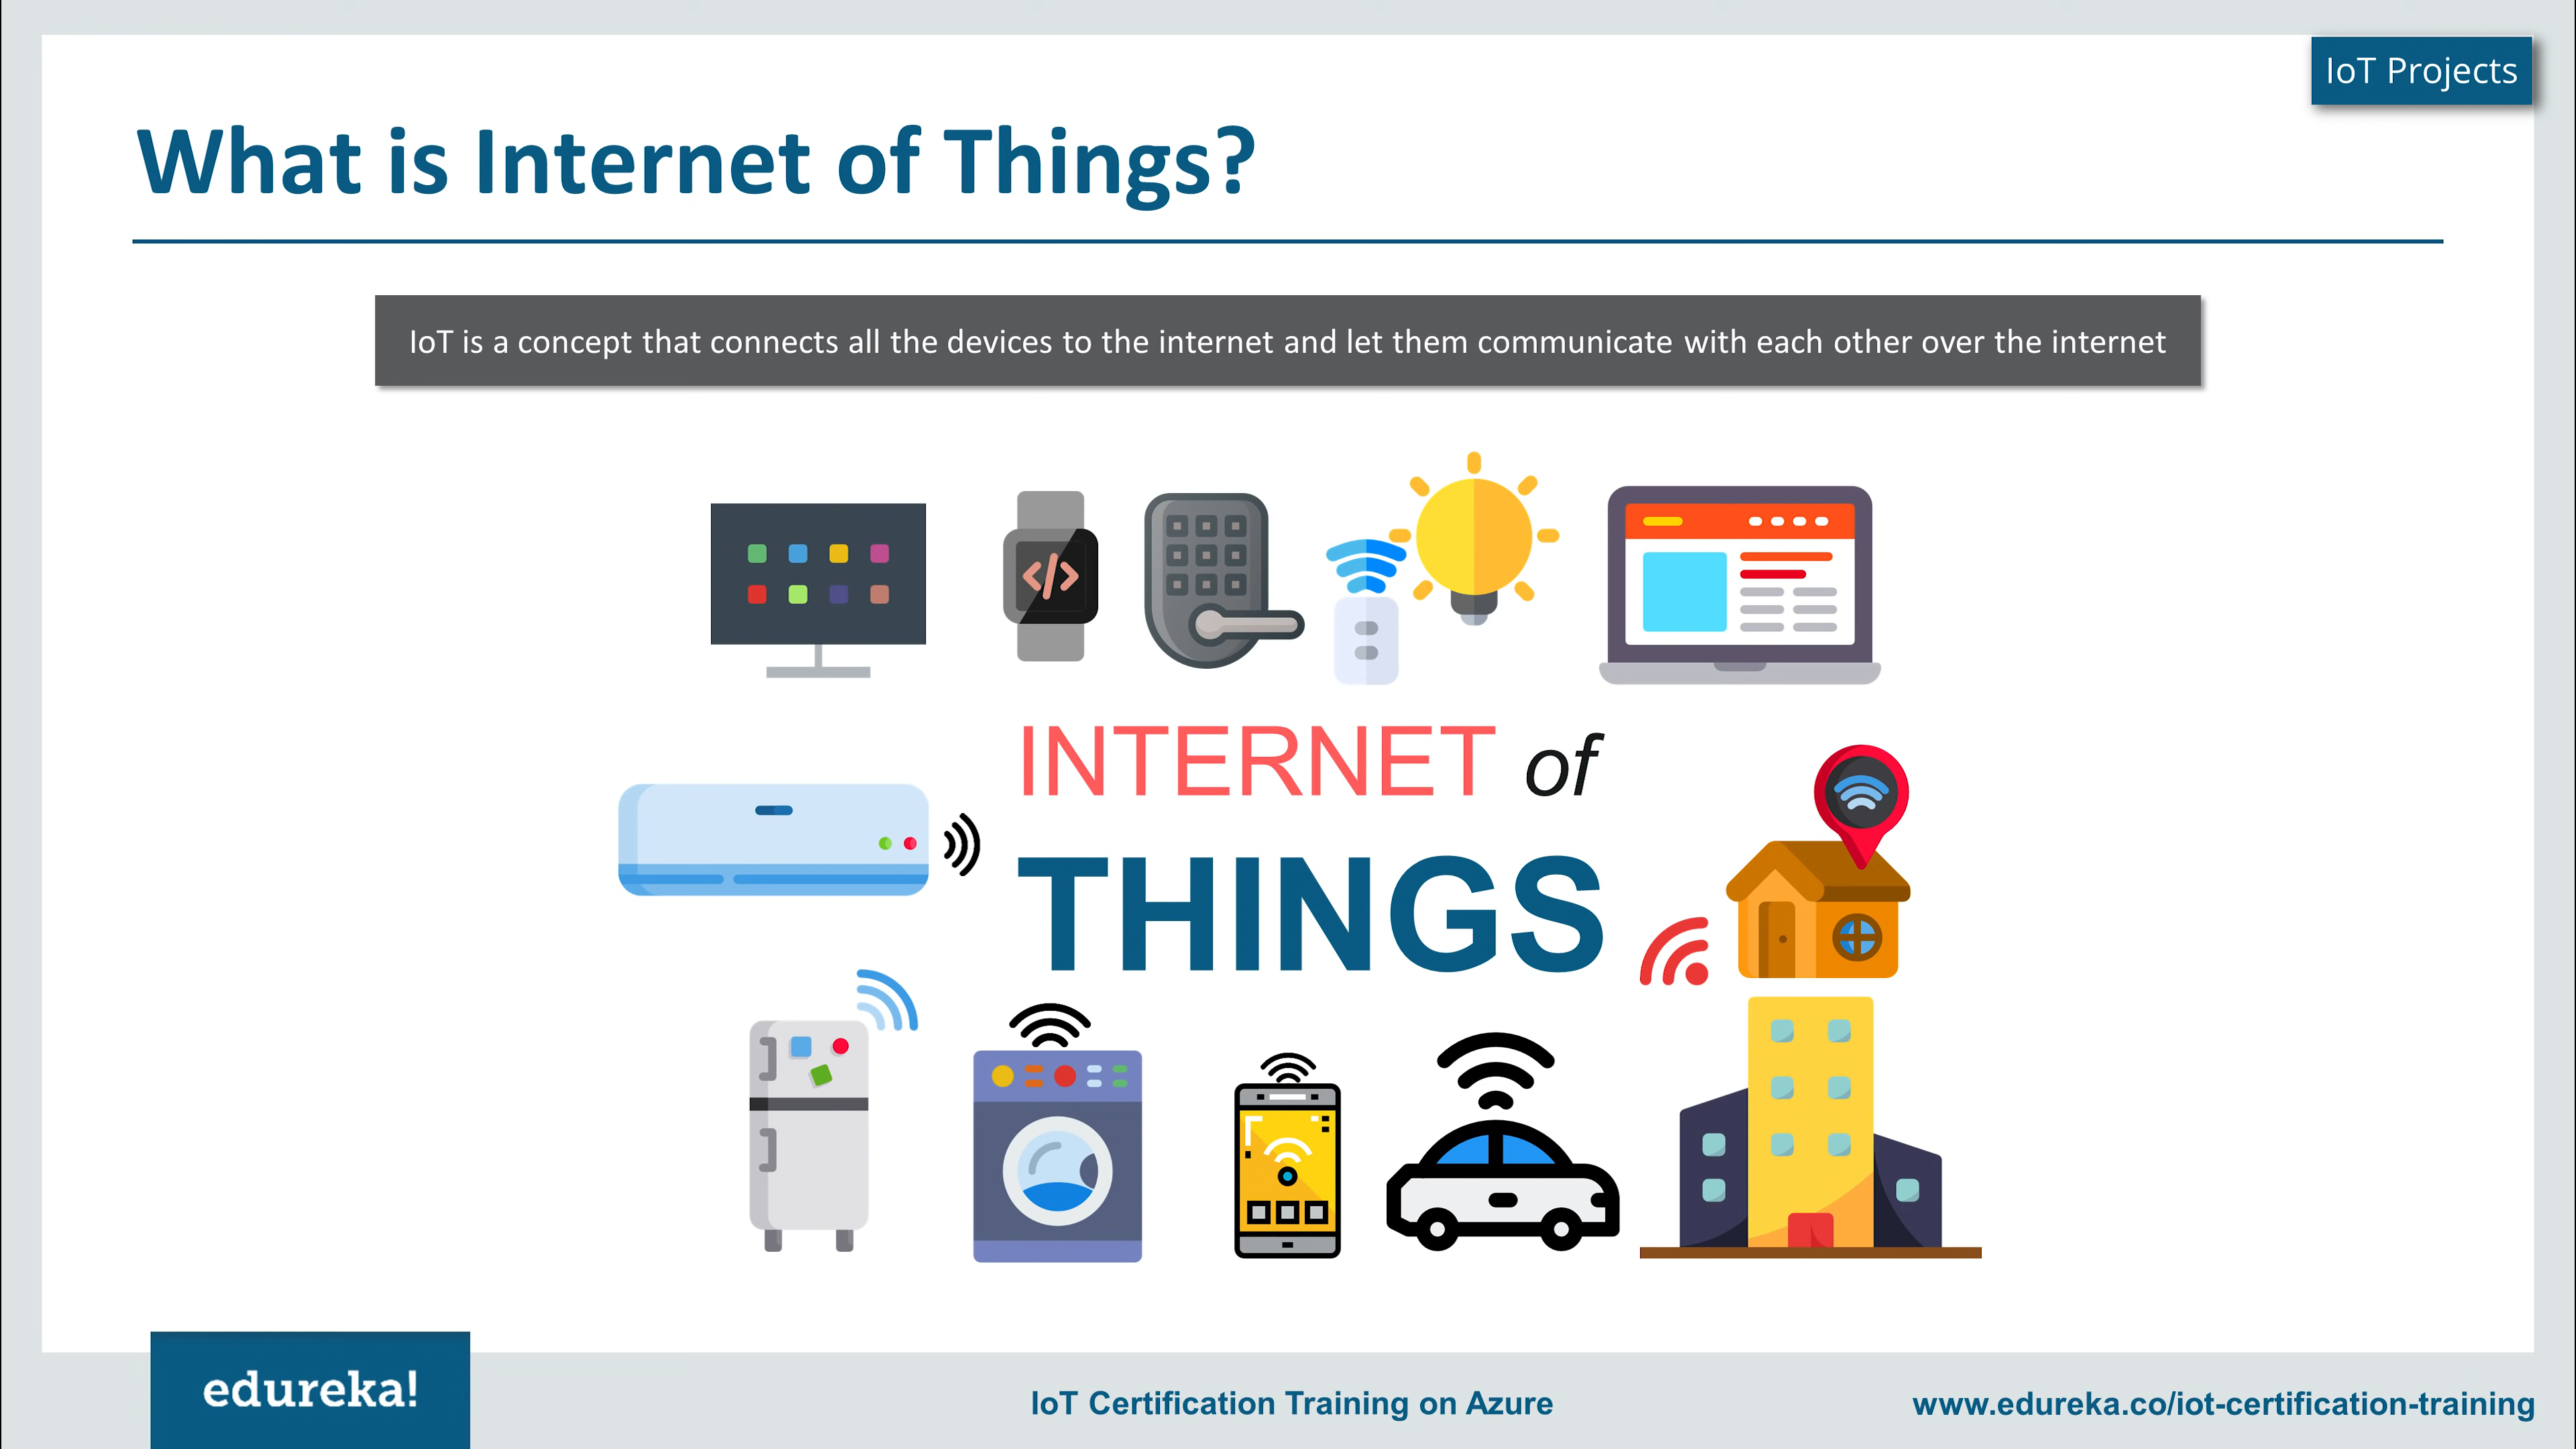 IoT Projects
What is Internet of Things?
IoT is a concept that connects all the devices to the internet and let them communicate with each other over the internet
</>
INTERNET of
THINGS
edureka!
IoT Certification Training on Azure
www.edureka.co/iot-certification-training